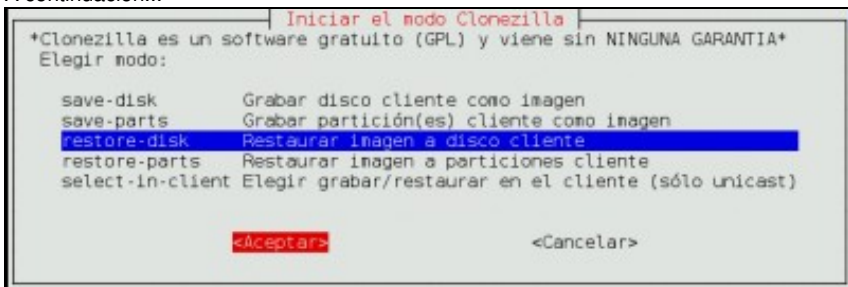 Iniciar el modo Clonezilla
*Clonezilla es un software gratuito (GPL) y viene sin NINGUNA GARANTIA*
Elegir modo:
save-disk Grabar disco cliente como imagen
save-parts Grabar partición(es) cliente como imagen
restore-disk Restaurar imagen a disco cliente
restore-parts Restaurar imagen a particiones cliente
select-in-client Elegir grabar/restaurar en el cliente (sólo unicast)
<Aceptar> <Cancelar>